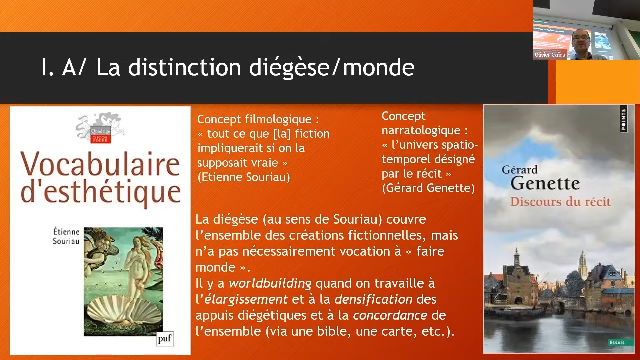 I. A/ La distinction diégèse/monde
Vocabulaire
d'esthétique
Étienne
Souriau
puf
Concept filmologique :
« tout ce que [la] fiction
impliquerait si on la
supposait vraie »
(Etienne Souriau)
Concept
narratologique :
« l'univers spatio-
temporel désigné
par le récit »
(Gérard Genette)
La diégèse (au sens de Souriau) couvre
l'ensemble des créations fictionnelles, mais
n'a pas nécessairement vocation à « faire
monde ».
Il y a worldbuilding quand on travaille à
l'élargissement et à la densification des
appuis diégétiques et à la concordance de
l'ensemble (via une bible, une carte, etc.).
POINTS
Gérard
Genette
Discours du récit